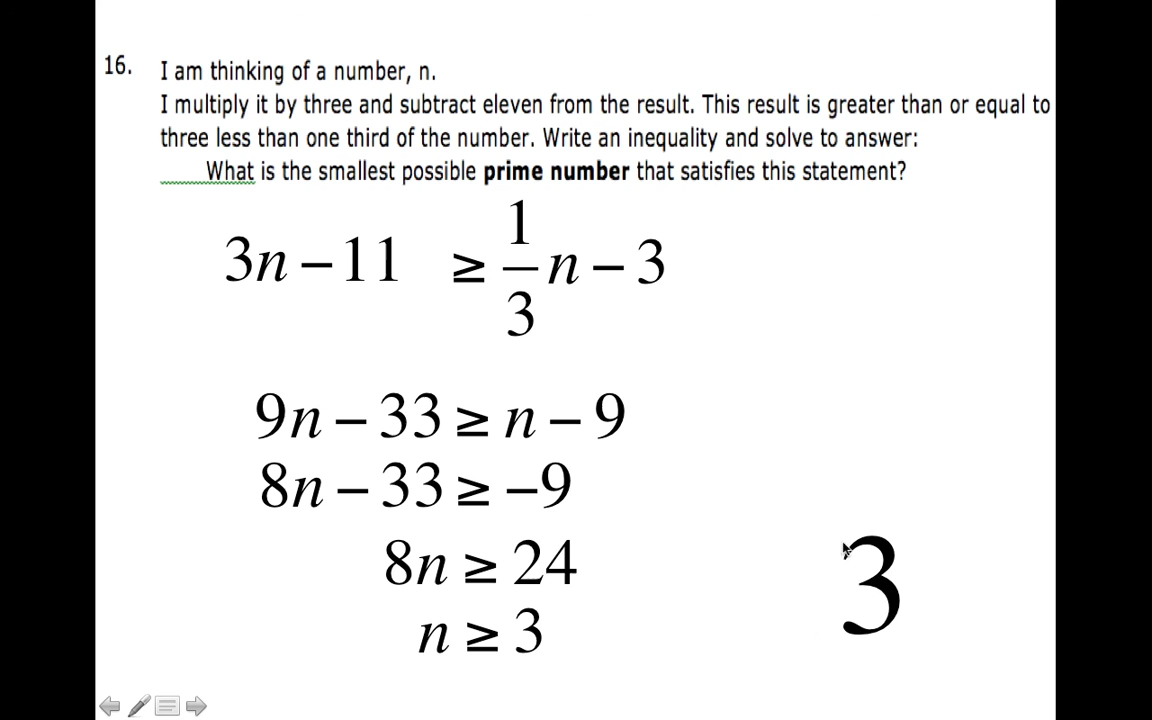 16. I am thinking of a number, n.
I multiply it by three and subtract eleven from the result. This result is greater than or equal to
three less than one third of the number. Write an inequality and solve to answer:
What is the smallest possible prime number that satisfies this statement?
3n – 11 ≥ 1/3 n – 3
9n – 33 ≥ n – 9
8n – 33 ≥ –9
8n ≥ 24
n ≥ 3
3